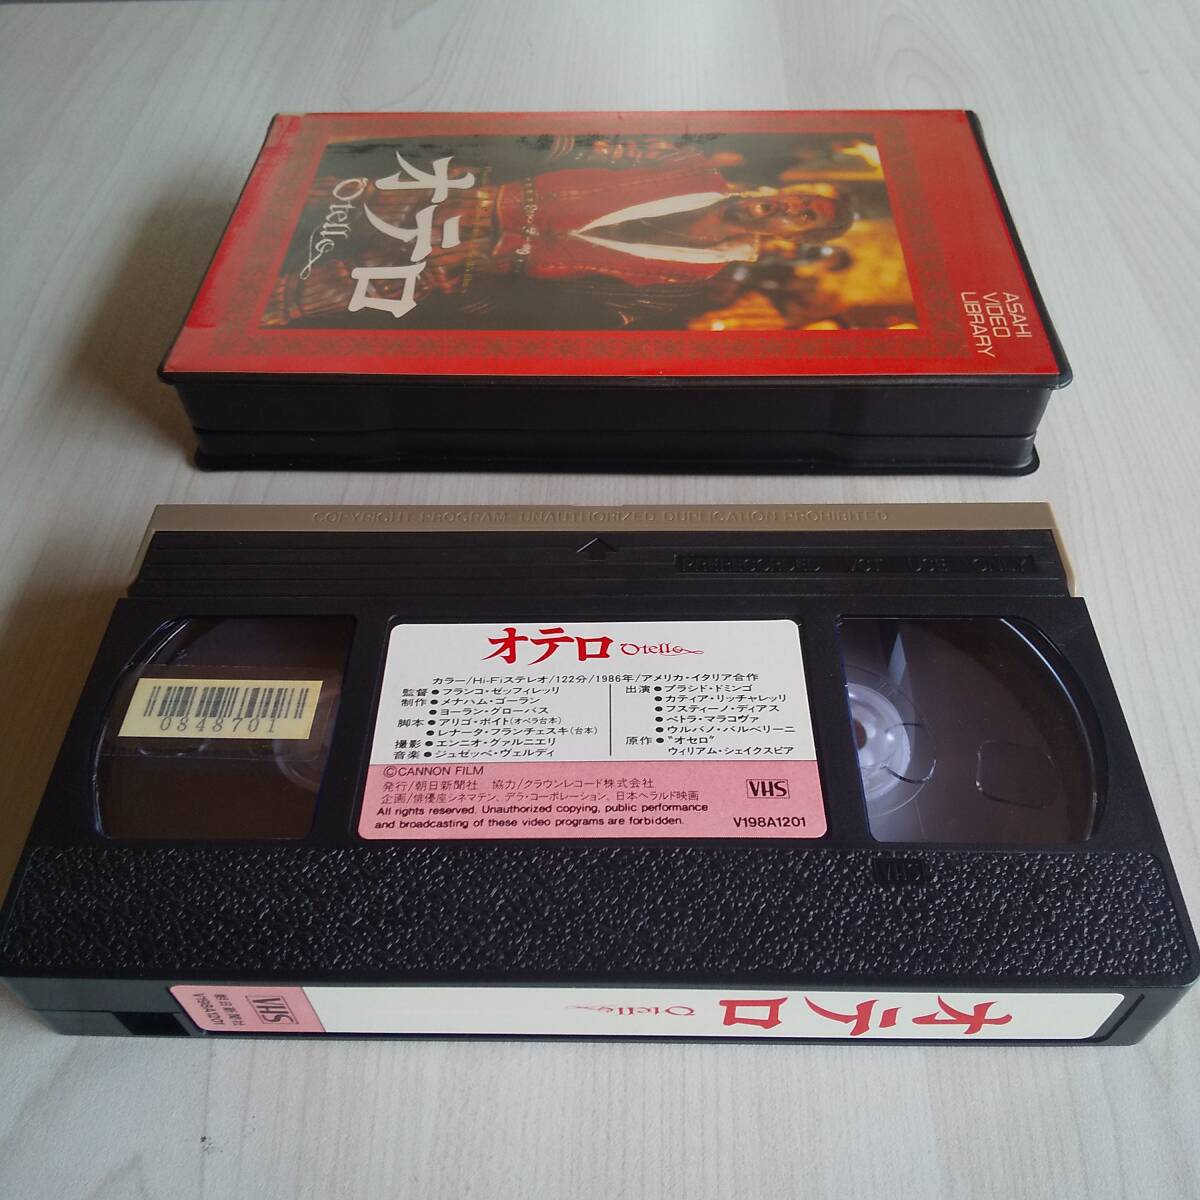 オテロ
Otello
ASAHI
VIDEO
LIBRARY
COPYRIGHT PROGRAM UNAUTHORIZED DUPLICATION PROHIBITED
PRERECORDED VCT USE ONLY
0848701
オテロ Otello
カラー/Hi-Fiステレオ/122分/1986年/アメリカ・イタリア合作
監督●フランコ・ゼッフィレッリ
制作●メナハム・ゴーラン
●ヨーラン・グローバス
脚本●アリゴ・ボイト(オペラ台本)
●レナータ・フランチェスキ(台本)
撮影●エンニオ・グァルニエリ
音楽●ジュゼッペ・ヴェルディ
出演●プラシド・ドミンゴ
●カティア・リッチャレッリ
●フスティーノ・ディアス
●ペトラ・マラコヴァ
●ウルバノ・バルベリーニ
原作●"オセロ"
ウィリアム・シェイクスピア
©CANNON FILM
発行/朝日新聞社 協力/クラウンレコード株式会社
企画/俳優座シネマテン、デラ・コーポレーション、日本ヘラルド映画
All rights reserved. Unauthorized copying, public performance
and broadcasting of these video programs are forbidden.
VHS
V198A1201
VHS
オテロ Otello
VHS
朝日新聞社
V198A1201